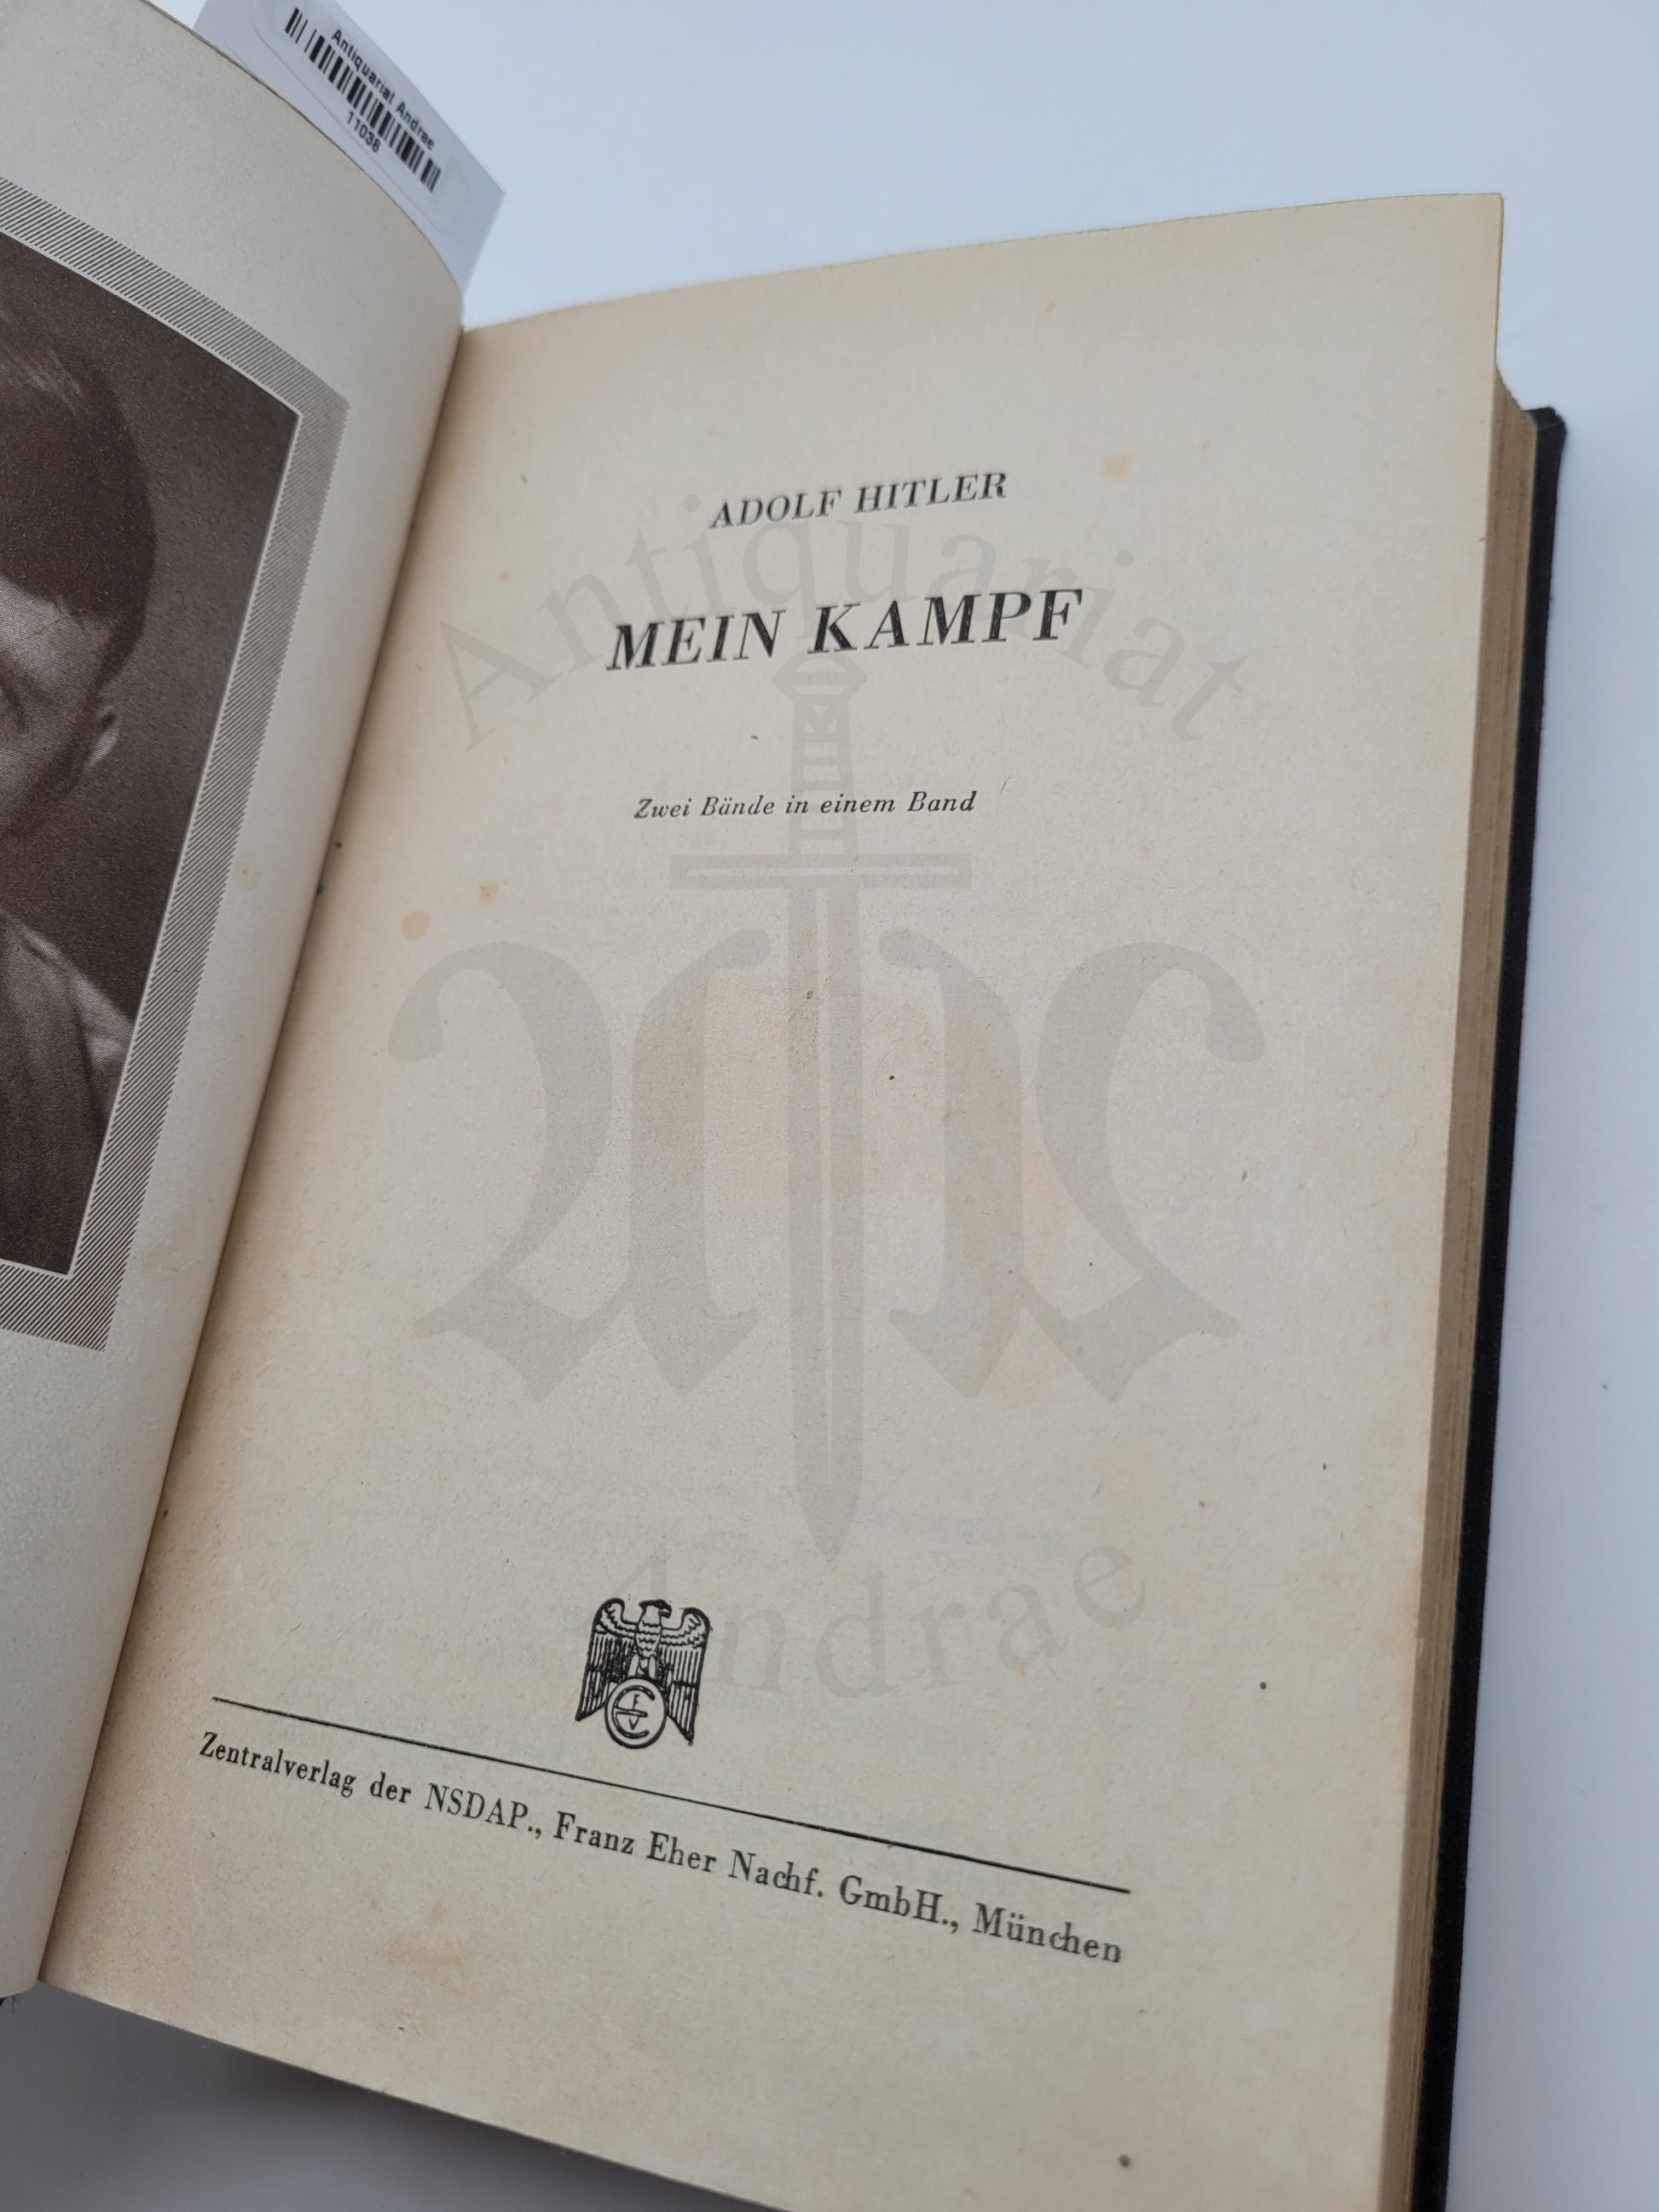 Antiquariat Andrae
11038
ADOLF HITLER
MEIN KAMPF
Zwei Bände in einem Band
Antiquariat
Andrae
Zentralverlag der NSDAP., Franz Eher Nachf. GmbH., München